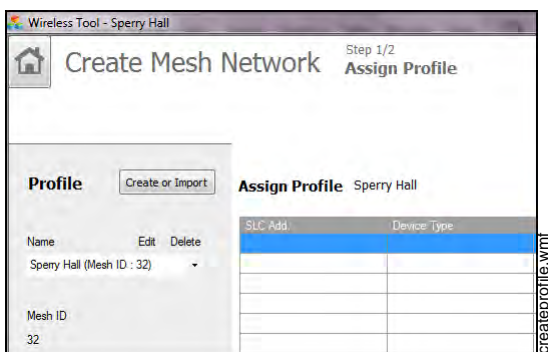 Wireless Tool - Sperry Hall
Create Mesh Network
Step 1/2
Assign Profile
Profile
Create or Import
Assign Profile Sperry Hall
SLC Add.
Device Type
Name
Edit
Delete
Sperry Hall (Mesh ID : 32)
Mesh ID
32
createprofile.wmf